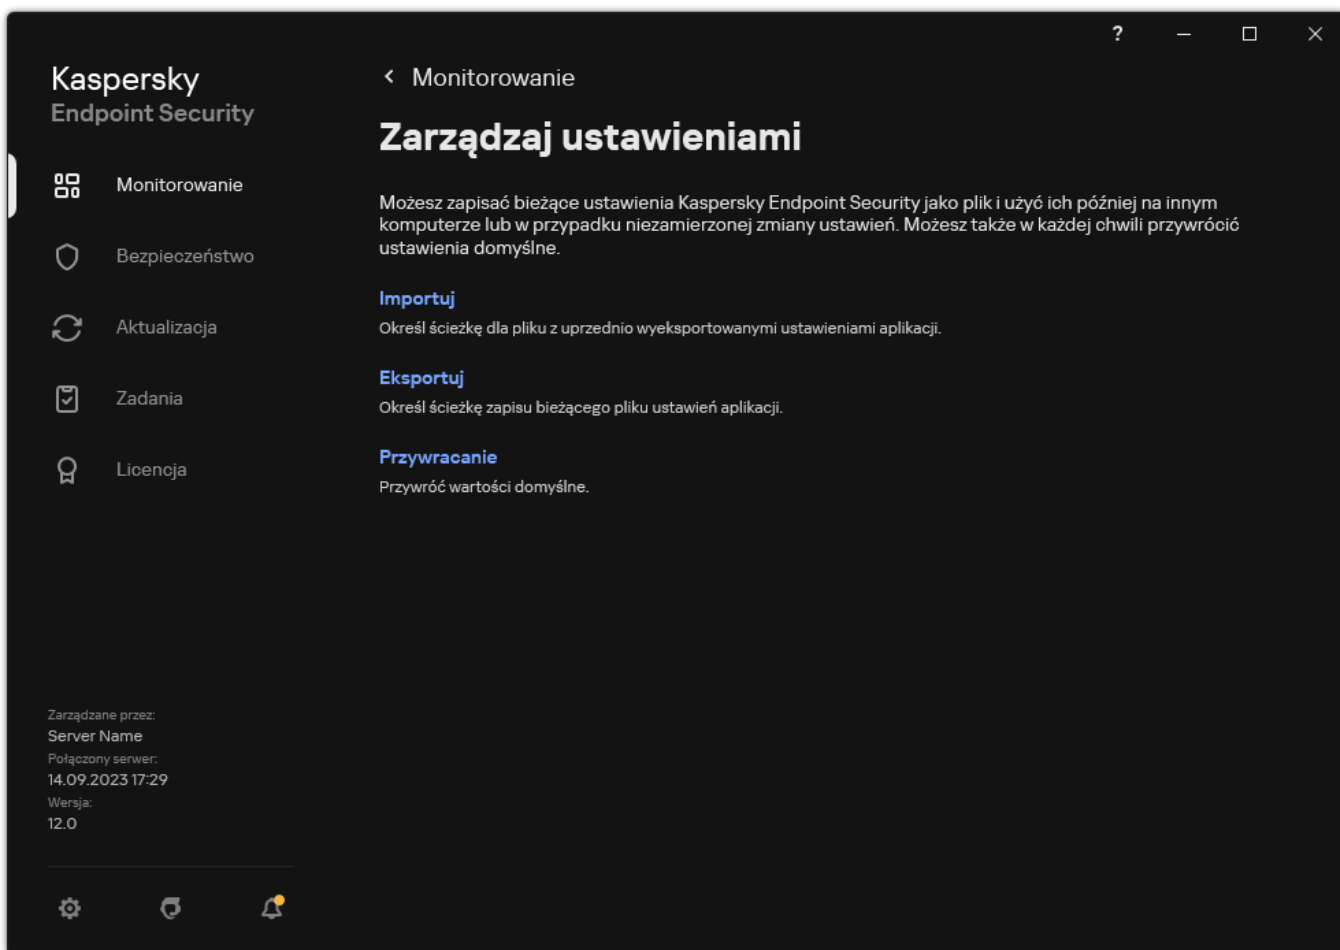 ?
Kaspersky
Endpoint Security
Monitorowanie
Bezpieczeństwo
Aktualizacja
Zadania
Licencja
Zarządzane przez:
Server Name
Połączony serwer:
14.09.2023 17:29
Wersja:
12.0
Monitorowanie
Zarządzaj ustawieniami
Możesz zapisać bieżące ustawienia Kaspersky Endpoint Security jako plik i użyć ich później na innym
komputerze lub w przypadku niezamierzonej zmiany ustawień. Możesz także w każdej chwili przywrócić
ustawienia domyślne.
Importuj
Określ ścieżkę dla pliku z uprzednio wyeksportowanymi ustawieniami aplikacji.
Eksportuj
Określ ścieżkę zapisu bieżącego pliku ustawień aplikacji.
Przywracanie
Przywróć wartości domyślne.